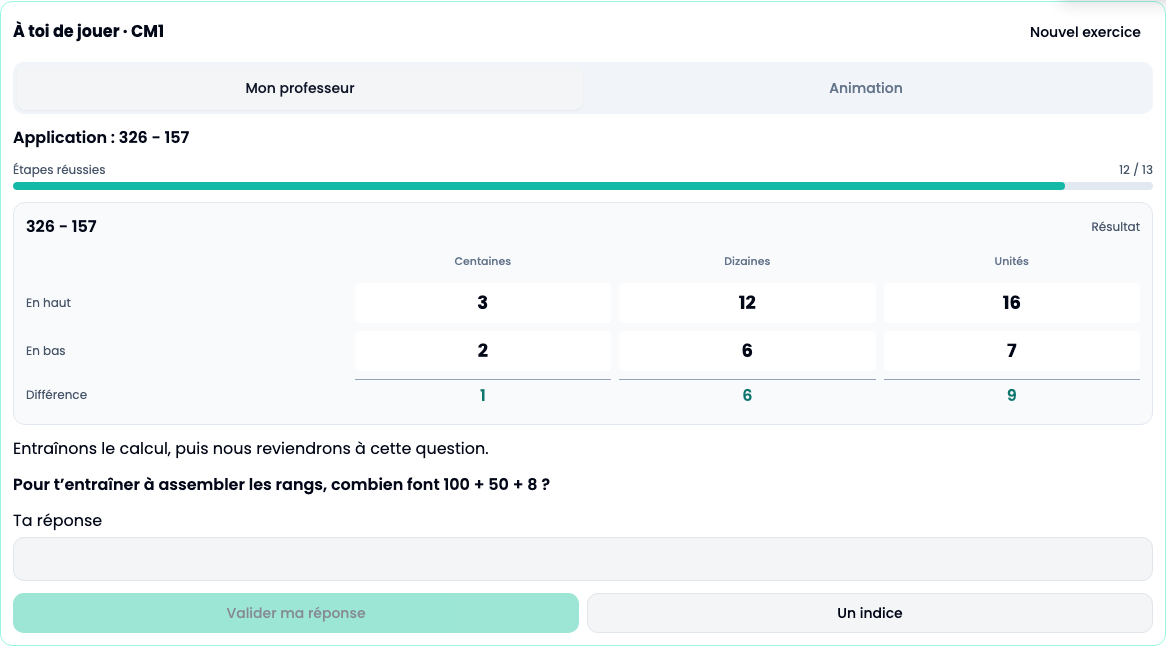 À toi de jouer · CM1
Nouvel exercice
Mon professeur
Animation
Application : 326 - 157
Étapes réussies
12 / 13
326 - 157
Résultat
Centaines
Dizaines
Unités
En haut
3
12
16
En bas
2
6
7
Différence
1
6
9
Entraînons le calcul, puis nous reviendrons à cette question.
Pour t’entraîner à assembler les rangs, combien font 100 + 50 + 8 ?
Ta réponse
Valider ma réponse
Un indice